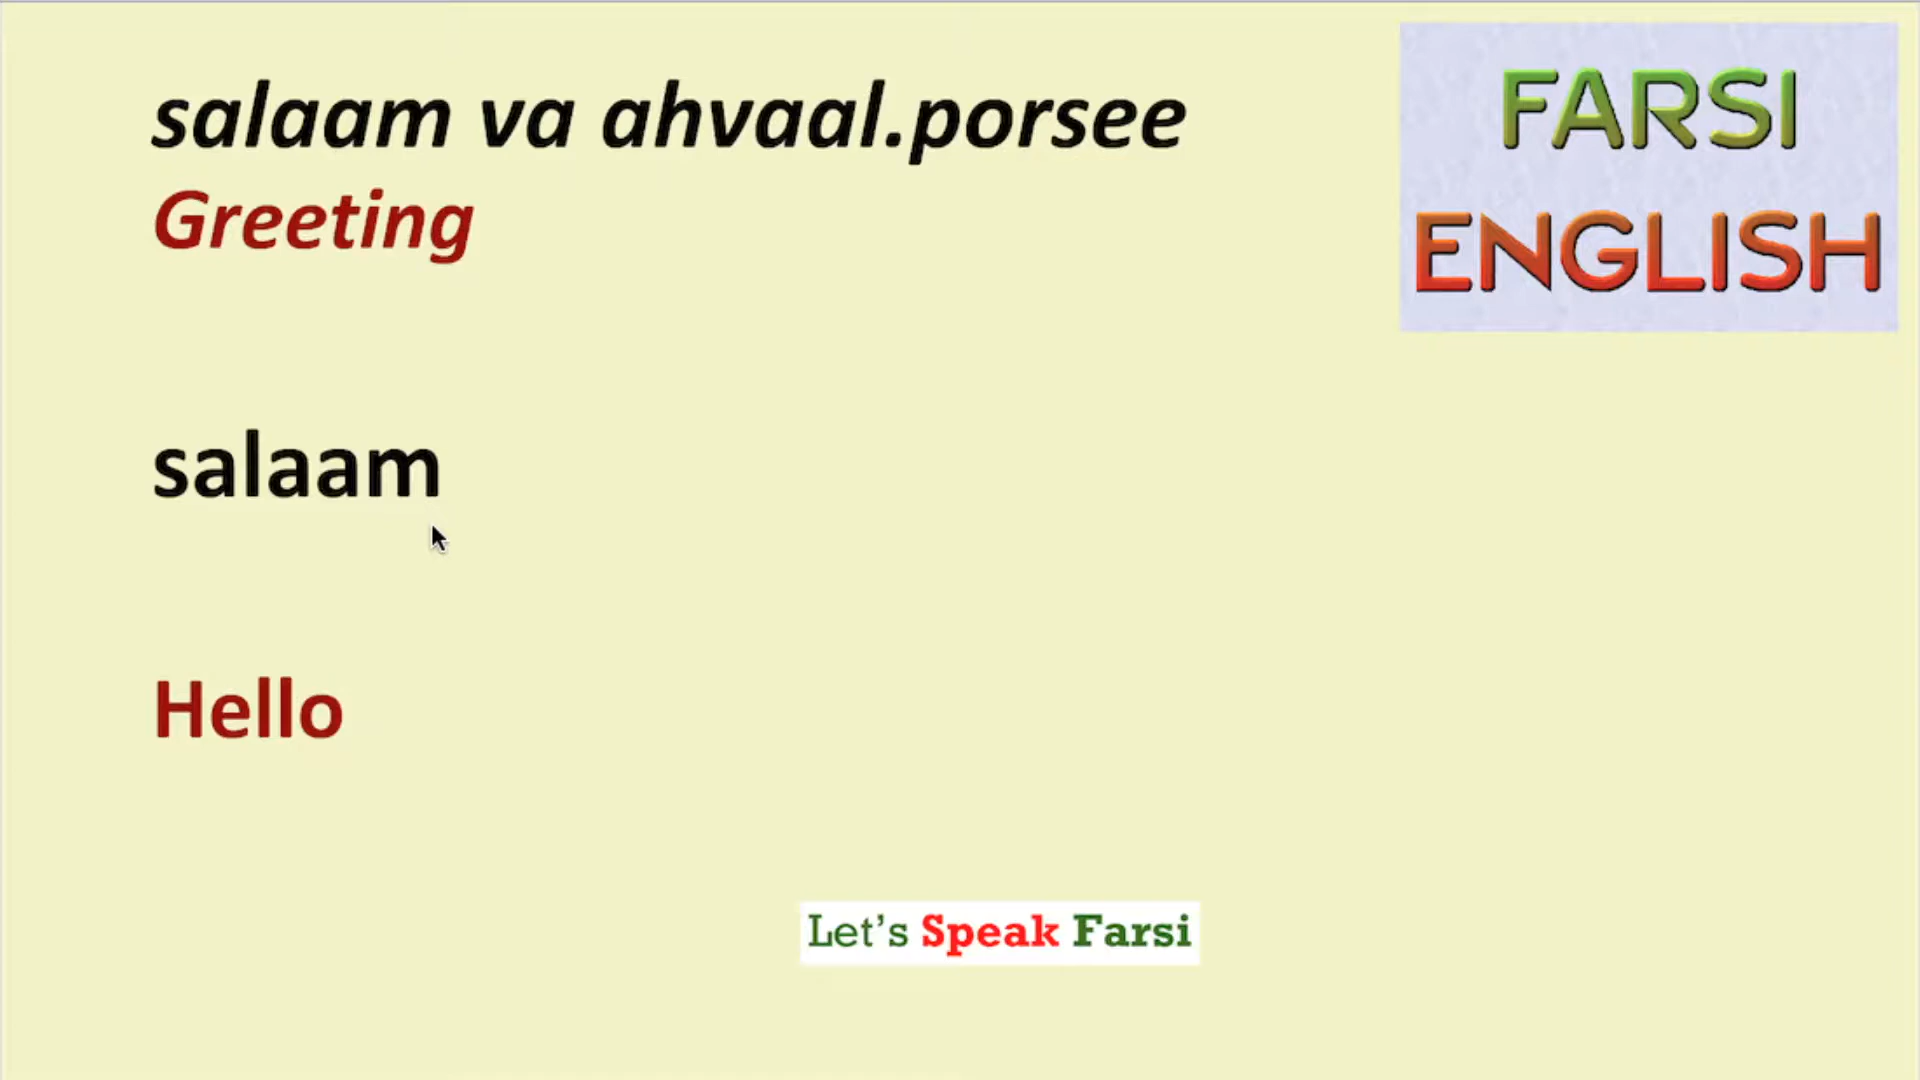 salaam va ahvaal.porsee
Greeting
FARSI
ENGLISH
salaam
Hello
Let’s Speak Farsi